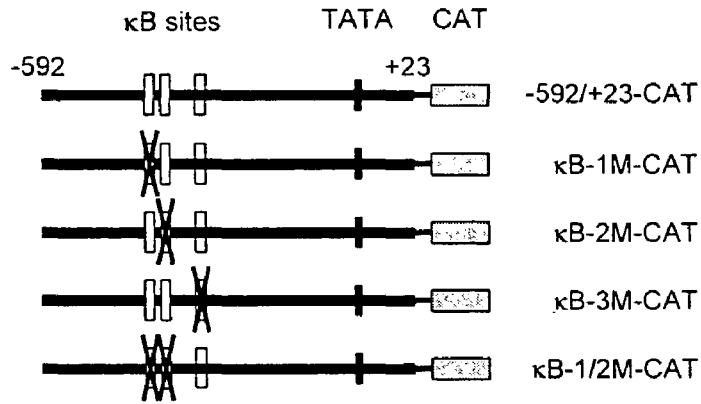 κB sites TATA CAT
-592 +23
-592/+23-CAT
κB-1M-CAT
κB-2M-CAT
κB-3M-CAT
κB-1/2M-CAT